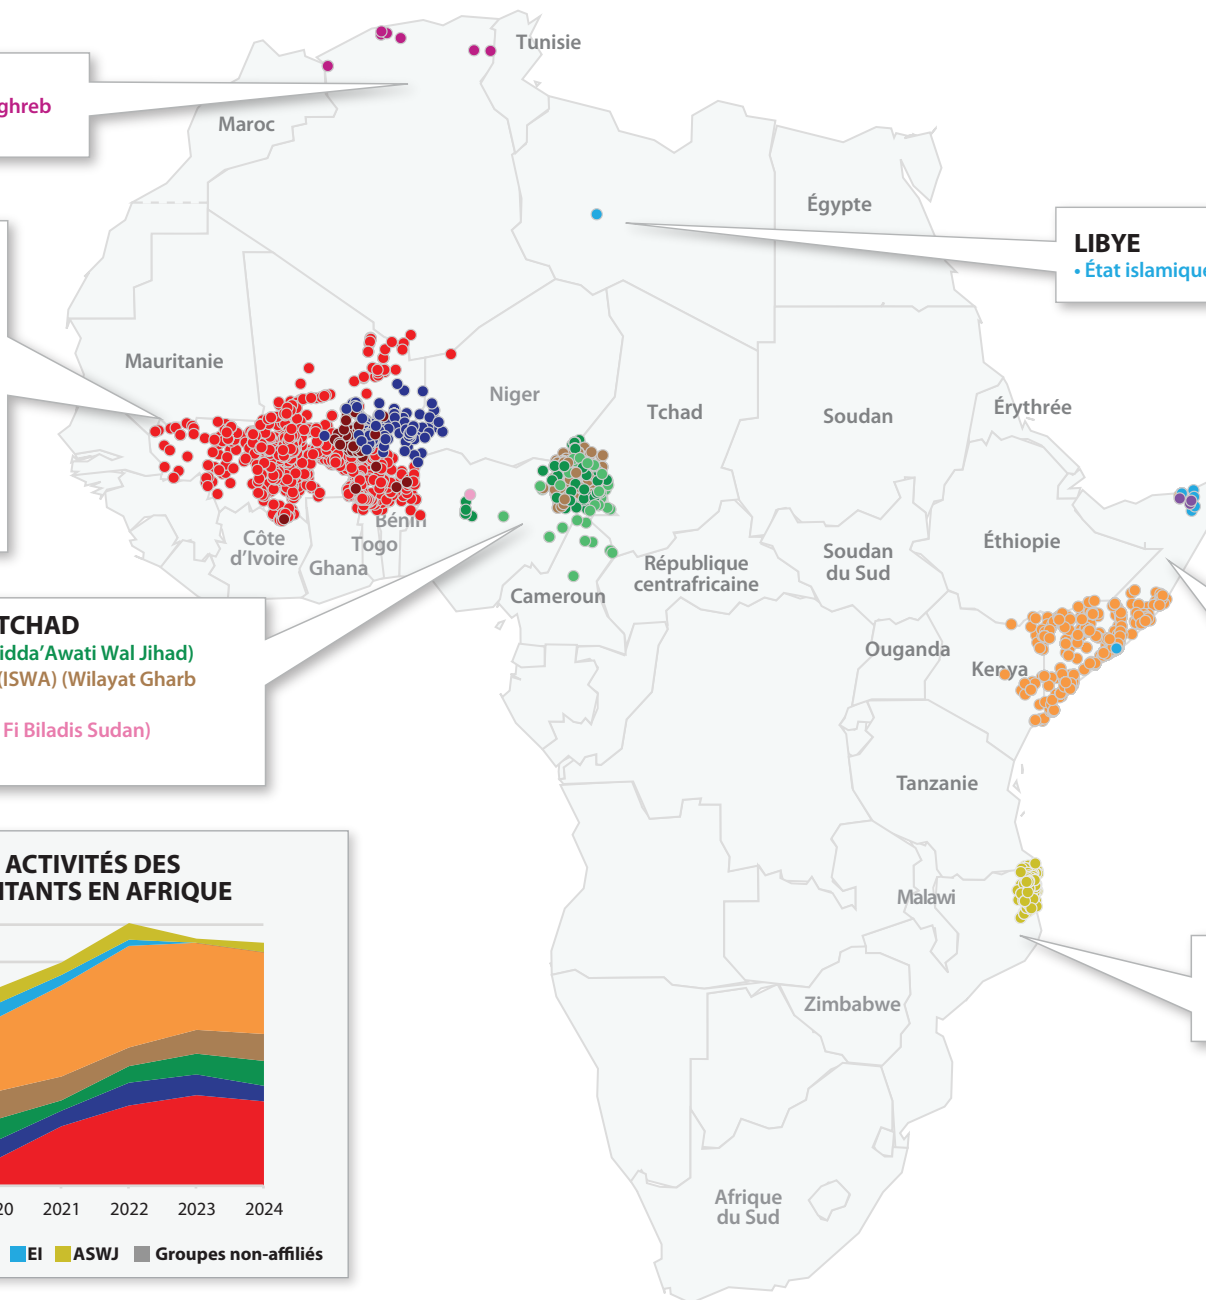 Tunisie
ghreb
Maroc
Égypte
LIBYE
• État islamique
Mauritanie
Niger
Tchad
Soudan
Érythrée
Bénin
Côte
d'Ivoire
Togo
Ghana
République
centrafricaine
Soudan
du Sud
Éthiopie
Cameroun
TCHAD
idda'Awati Wal Jihad)
(ISWA) (Wilayat Gharb
Fi Biladis Sudan)
Ouganda
Kenya
Tanzanie
Malawi
Zimbabwe
Afrique
du Sud
ACTIVITÉS DES
ITANTS EN AFRIQUE
20 2021 2022 2023 2024
EI ASWJ Groupes non-affiliés